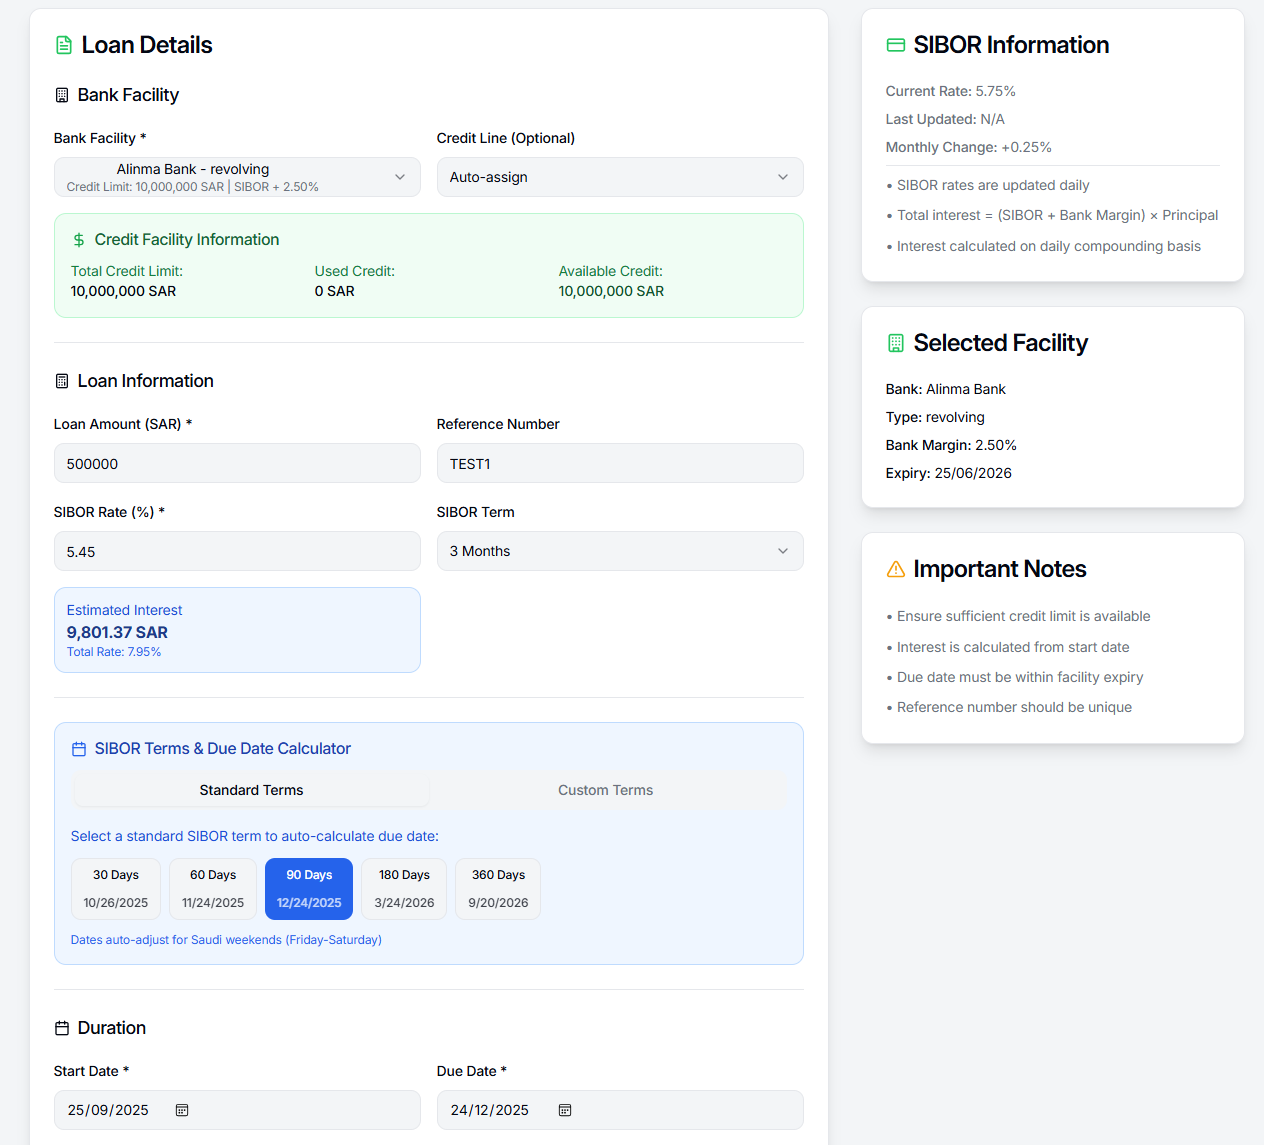 Loan Details
Bank Facility
Bank Facility *
Credit Line (Optional)
Alinma Bank - revolving
Credit Limit: 10,000,000 SAR | SIBOR + 2.50%
Auto-assign
Credit Facility Information
Total Credit Limit:
10,000,000 SAR
Used Credit:
0 SAR
Available Credit:
10,000,000 SAR
Loan Information
Loan Amount (SAR) *
Reference Number
500000
TEST1
SIBOR Rate (%) *
SIBOR Term
5.45
3 Months
Estimated Interest
9,801.37 SAR
Total Rate: 7.95%
SIBOR Terms & Due Date Calculator
Standard Terms
Custom Terms
Select a standard SIBOR term to auto-calculate due date:
30 Days
10/26/2025
60 Days
11/24/2025
90 Days
12/24/2025
180 Days
3/24/2026
360 Days
9/20/2026
Dates auto-adjust for Saudi weekends (Friday-Saturday)
Duration
Start Date *
Due Date *
25/09/2025
24/12/2025
SIBOR Information
Current Rate: 5.75%
Last Updated: N/A
Monthly Change: +0.25%
• SIBOR rates are updated daily
• Total interest = (SIBOR + Bank Margin) × Principal
• Interest calculated on daily compounding basis
Selected Facility
Bank: Alinma Bank
Type: revolving
Bank Margin: 2.50%
Expiry: 25/06/2026
Important Notes
• Ensure sufficient credit limit is available
• Interest is calculated from start date
• Due date must be within facility expiry
• Reference number should be unique